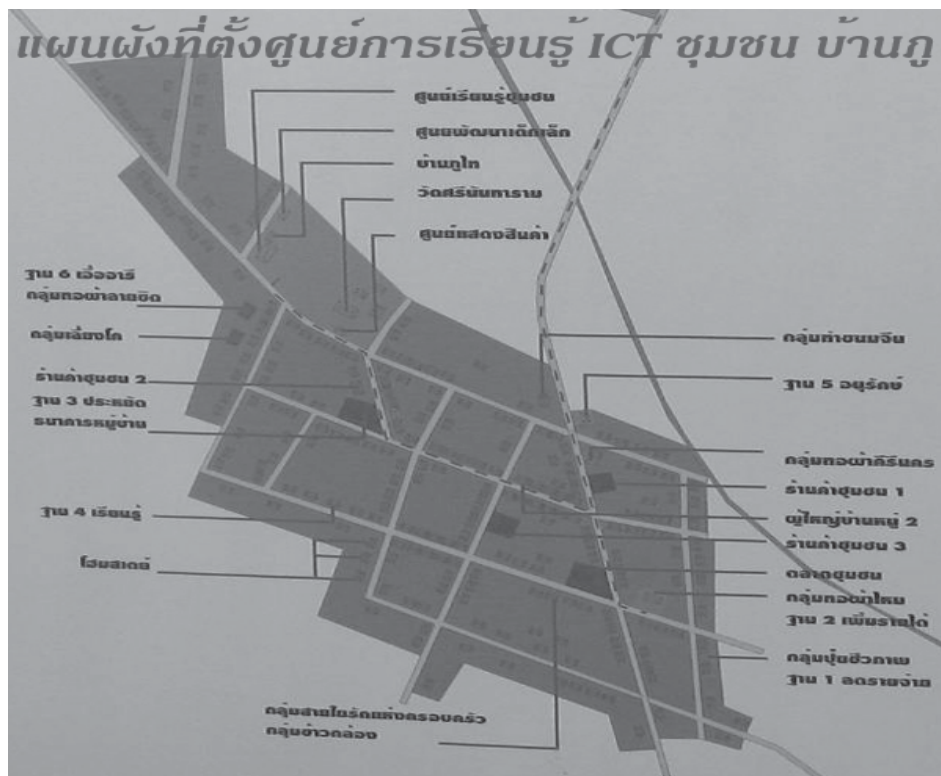 แผนผังที่ตั้งศูนย์การเรียนรู้ ICT ชุมชน บ้านภู
ศูนย์เรียนรู้ชุมชน
ศูนย์พัฒนาเด็กเล็ก
บ้านภูไท
วัดศรีนันทาราม
ศูนย์แสดงสินค้า
ฐาน 6 เอื้ออารี
กลุ่มทอผ้าลายขิด
กลุ่มเลี้ยงโค
ร้านค้าชุมชน 2
ฐาน 3 ประหยัด
ธนาคารหมู่บ้าน
ฐาน 4 เรียนรู้
โฮมสเตย์
กลุ่มสายใยรักแห่งครอบครัว
กลุ่มข้าวกล้อง
กลุ่มทำขนมจีน
ฐาน 5 อนุรักษ์
กลุ่มทอผ้าคีรีนคร
ร้านค้าชุมชน 1
ผู้ใหญ่บ้านหมู่ 2
ร้านค้าชุมชน 3
ตลาดชุมชน
กลุ่มทอผ้าไหม
ฐาน 2 เพิ่มรายได้
กลุ่มปุ๋ยชีวภาพ
ฐาน 1 ลดรายจ่าย